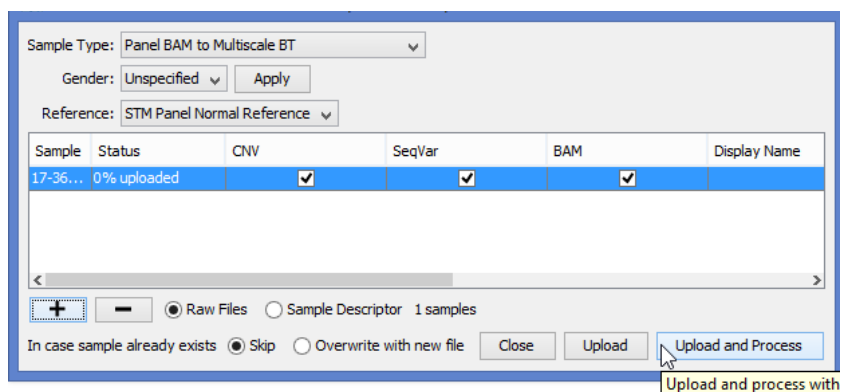 Sample Type: Panel BAM to Multiscale BT
Gender: Unspecified Apply
Reference: STM Panel Normal Reference
Sample Status CNV SeqVar BAM Display Name
17-36... 0% uploaded
+ - Raw Files Sample Descriptor 1 samples
In case sample already exists Skip Overwrite with new file Close Upload Upload and Process
Upload and process with